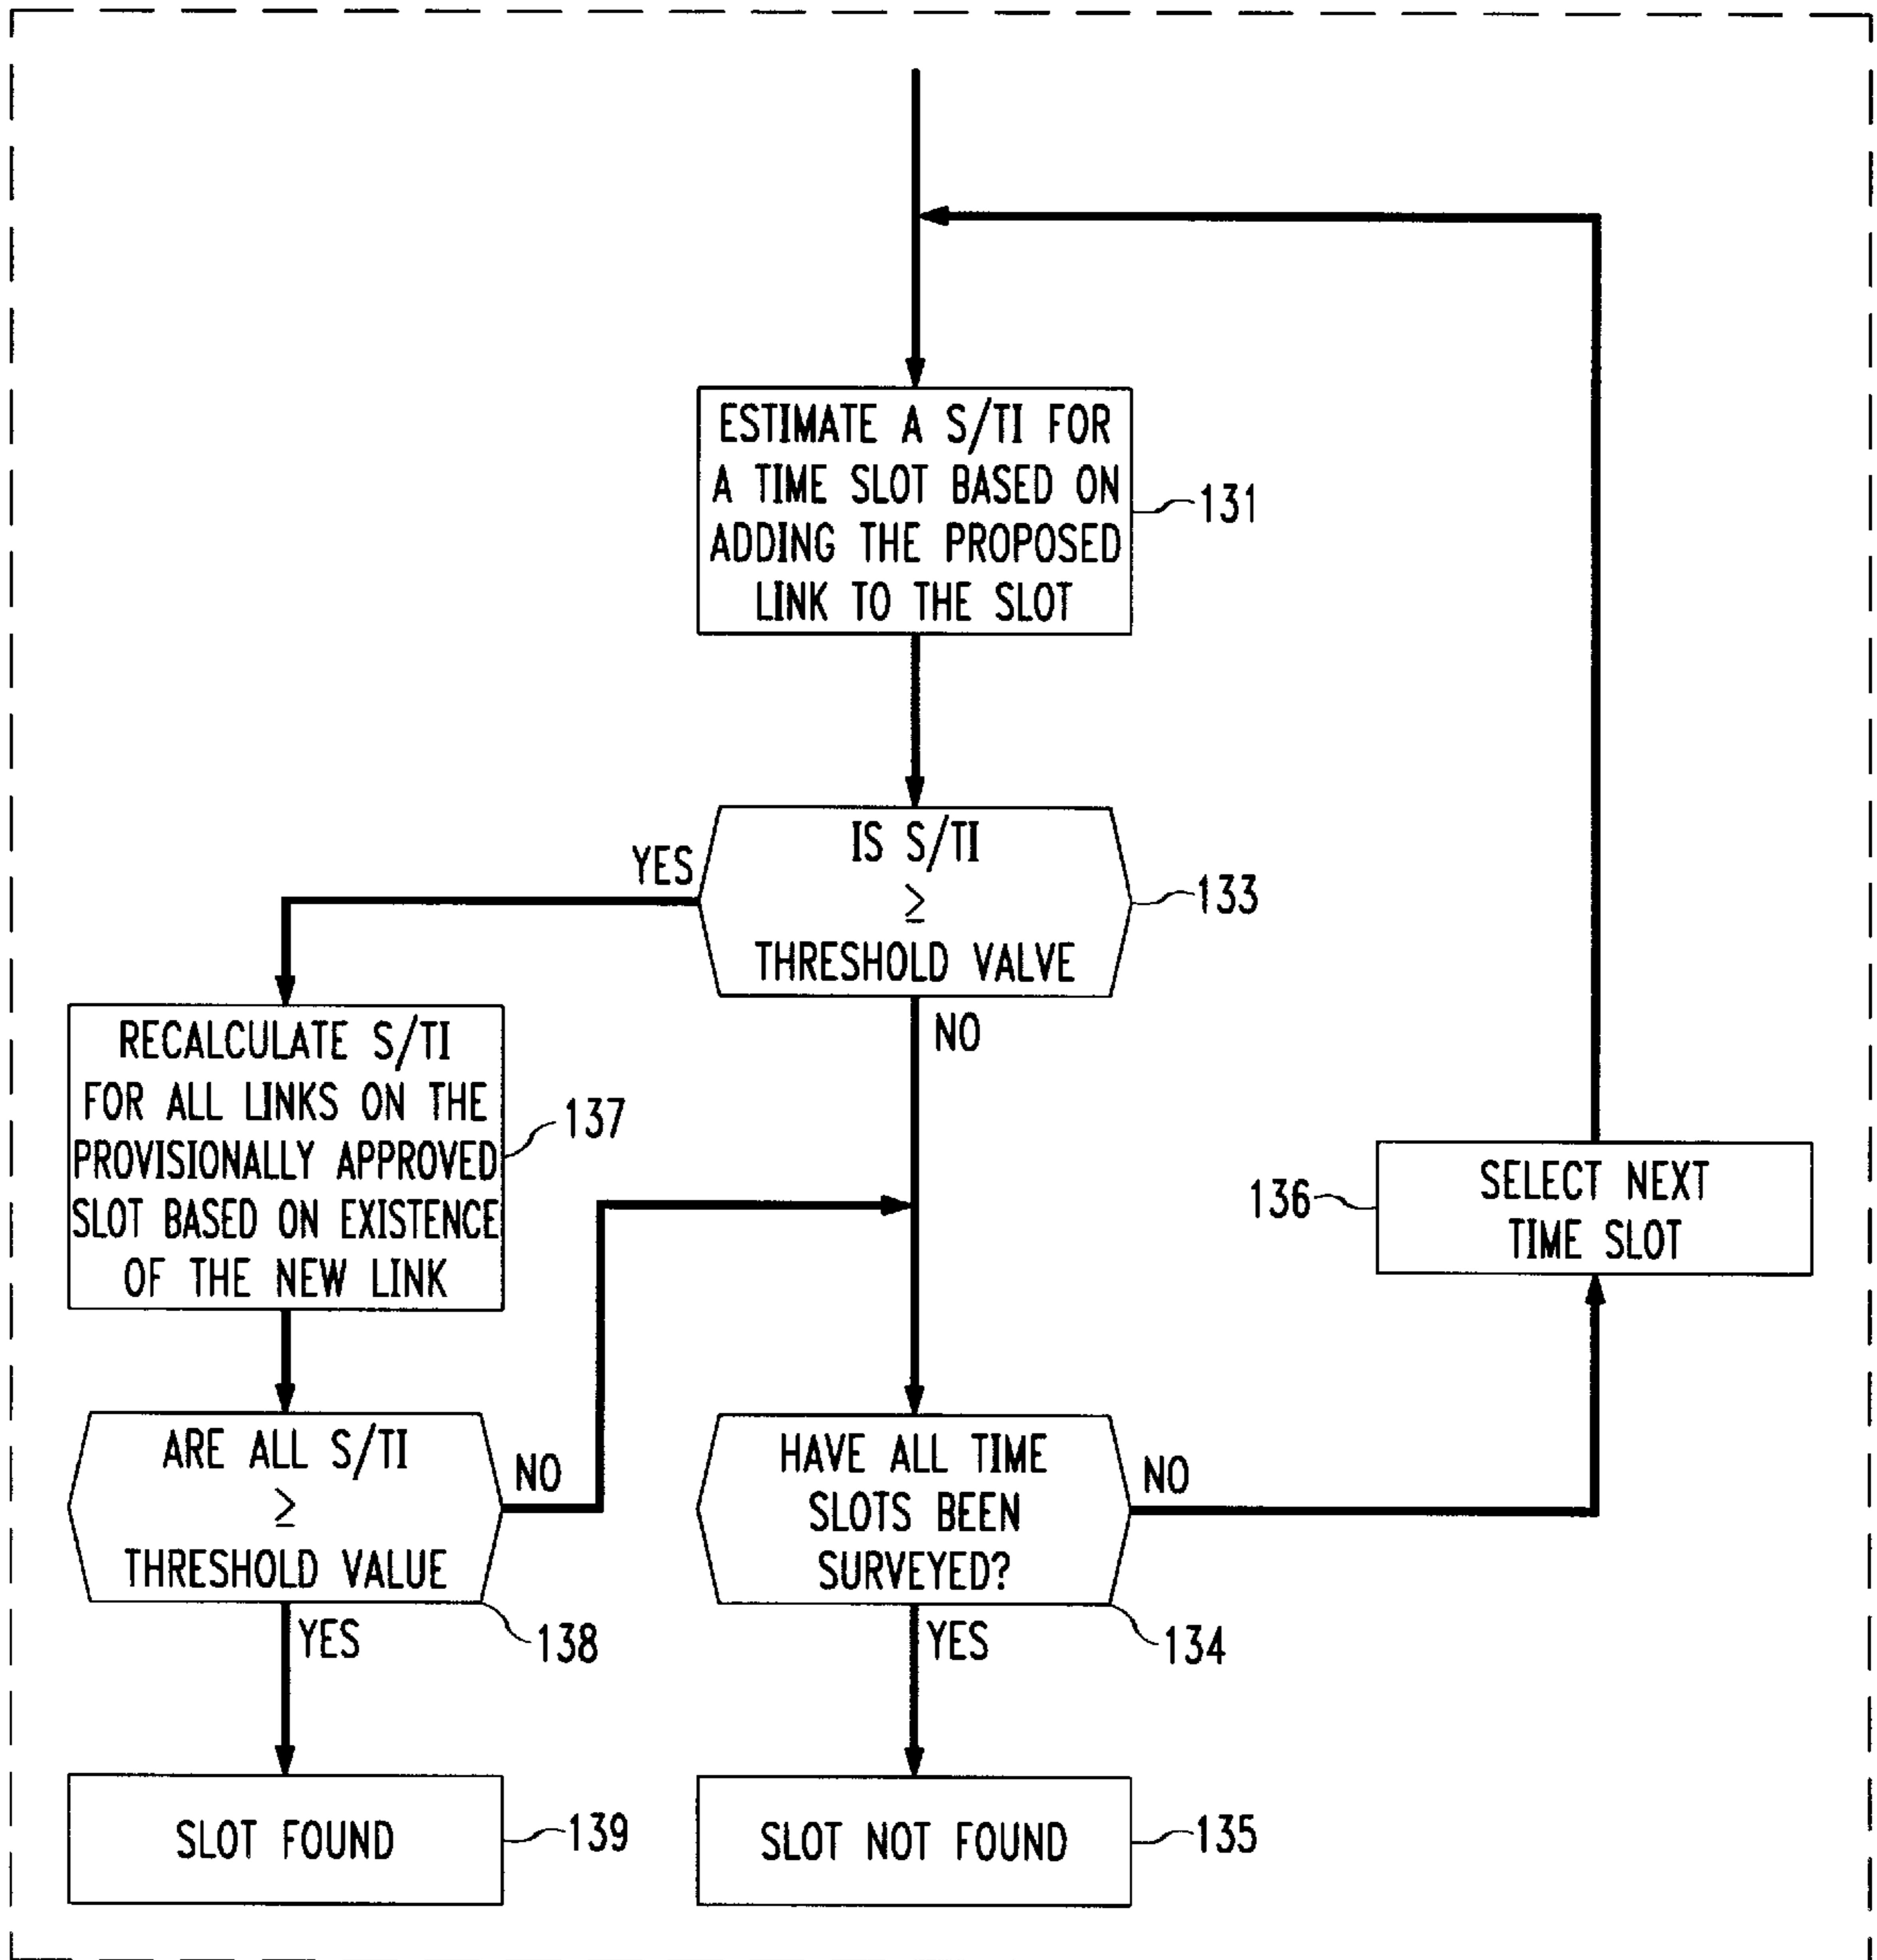 ESTIMATE A S/TI FOR
A TIME SLOT BASED ON
ADDING THE PROPOSED
LINK TO THE SLOT
131
IS S/TI
≥
THRESHOLD VALVE
133
YES
NO
RECALCULATE S/TI
FOR ALL LINKS ON THE
PROVISIONALLY APPROVED
SLOT BASED ON EXISTENCE
OF THE NEW LINK
137
SELECT NEXT
TIME SLOT
136
ARE ALL S/TI
≥
THRESHOLD VALUE
138
NO
YES
HAVE ALL TIME
SLOTS BEEN
SURVEYED?
134
NO
YES
SLOT FOUND
139
SLOT NOT FOUND
135